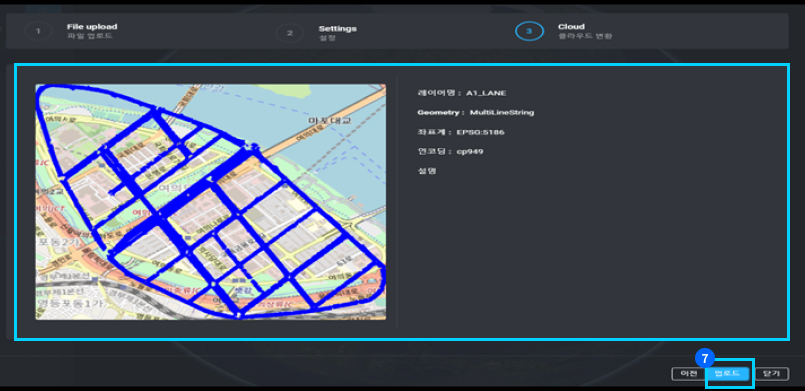 1 File upload
파일 업로드
2 Settings
설정
3 Cloud
클라우드 변환
레이어명 : A1_LANE
Geometry : MultiLineString
좌표계 : EPSG:5186
인코딩 : cp949
설명
마포대교
여의대로
포동2가
영등포동1가
7
이전 업로드 닫기